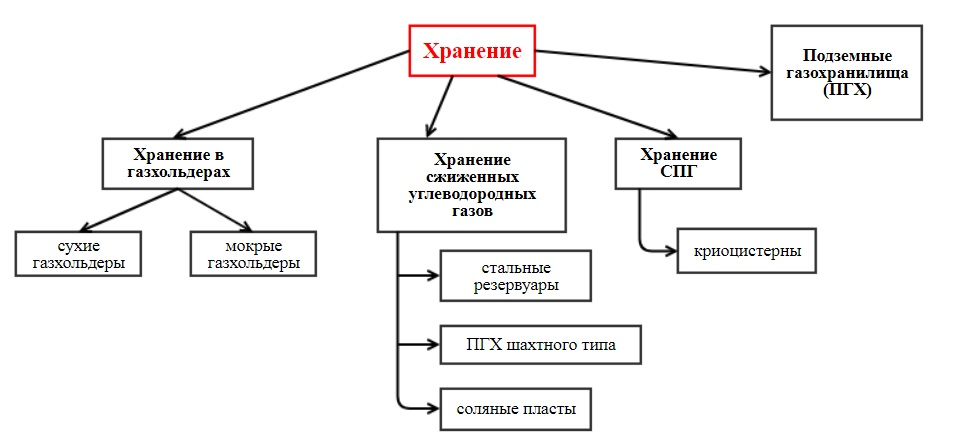 Хранение
Подземные
газохранилища
(ПГХ)
Хранение в
газхольдерах
Хранение
сжиженных
углеводородных
газов
Хранение
СПГ
сухие
газхольдеры
мокрые
газхольдеры
криоцистерны
стальные
резервуары
ПГХ шахтного типа
соляные пласты